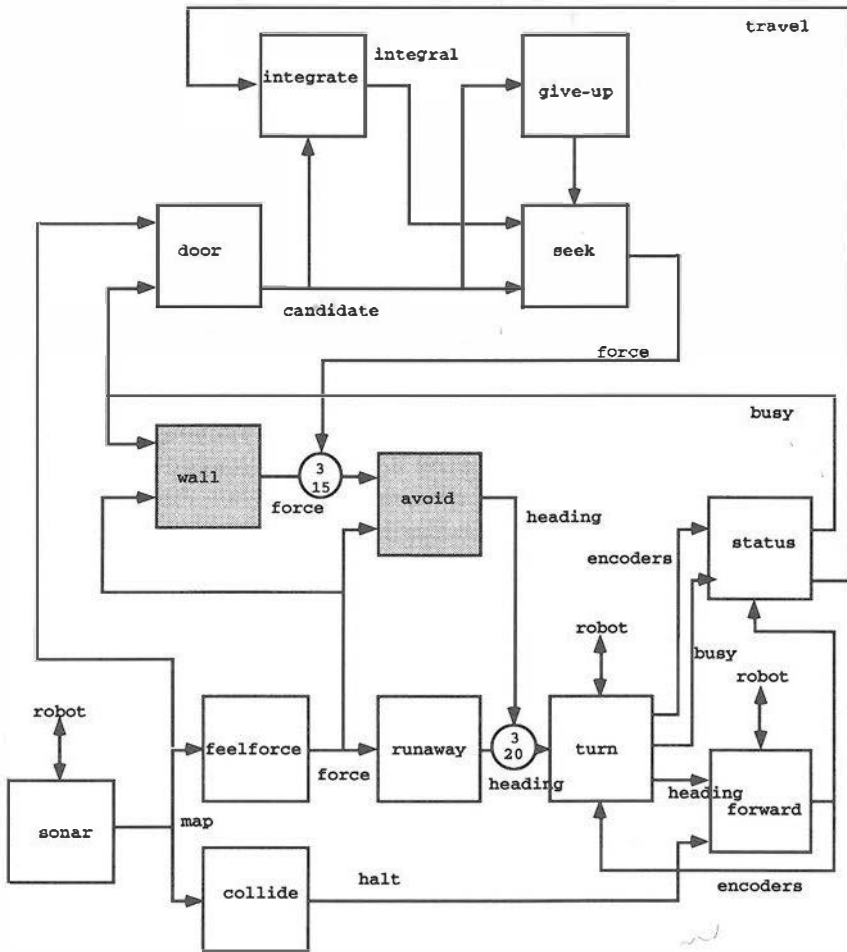 travel
integral
integrate
give-up
door
seek
candidate
force
busy
3
15
wall
avoid
force
heading
status
encoders
robot
busy
robot
robot
3
20
feelforce
runaway
turn
force
heading
heading
forward
map
sonar
halt
collide
encoders